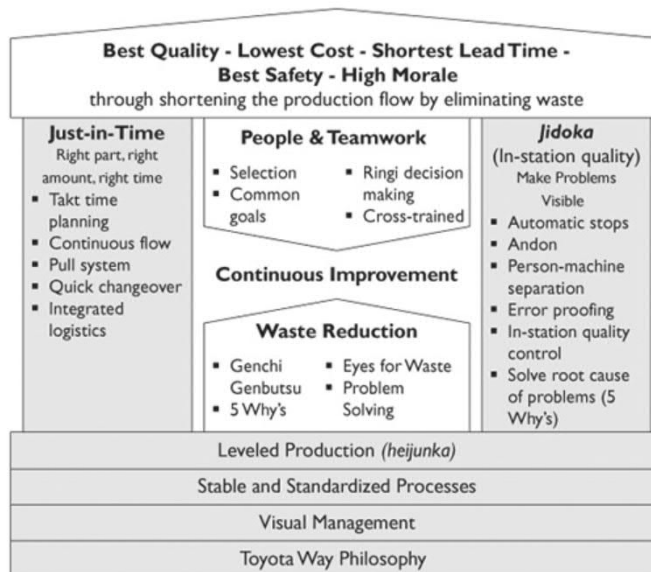 Best Quality - Lowest Cost - Shortest Lead Time -
Best Safety - High Morale
through shortening the production flow by eliminating waste
Just-in-Time
Right part, right
amount, right time
▪ Takt time
planning
▪ Continuous flow
▪ Pull system
▪ Quick changeover
▪ Integrated
logistics
People & Teamwork
▪ Selection
▪ Common
goals
▪ Ringi decision
making
▪ Cross-trained
Continuous Improvement
Waste Reduction
▪ Genchi
Genbutsu
▪ 5 Why's
▪ Eyes for Waste
▪ Problem
Solving
Jidoka
(In-station quality)
Make Problems
Visible
▪ Automatic stops
▪ Andon
▪ Person-machine
separation
▪ Error proofing
▪ In-station quality
control
▪ Solve root cause
of problems (5
Why's)
Leveled Production (heijunka)
Stable and Standardized Processes
Visual Management
Toyota Way Philosophy